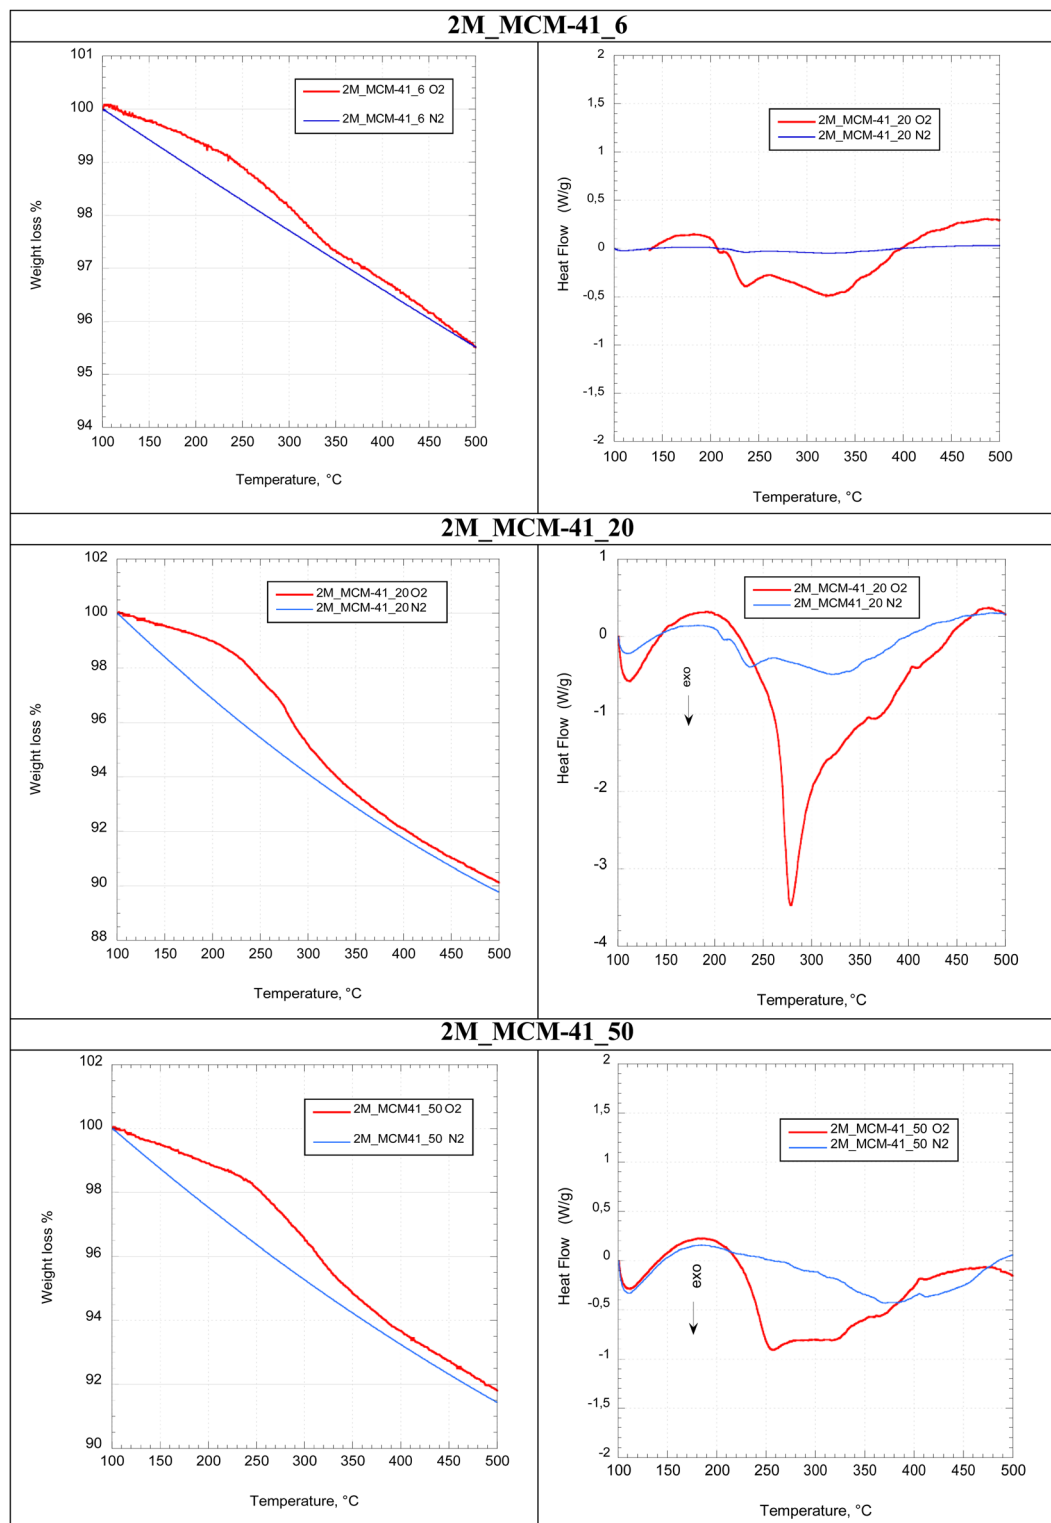 2M_MCM-41_6
101
100
99
98
97
96
95
94
100 150 200 250 300 350 400 450 500
Weight loss %
Temperature, °C
2M_MCM-41_6 O2
2M_MCM-41_6 N2
2
1,5
1
0,5
0
-0,5
-1
-1,5
-2
100 150 200 250 300 350 400 450 500
Heat Flow (W/g)
Temperature, °C
2M_MCM-41_20 O2
2M_MCM-41_20 N2
2M_MCM-41_20
102
100
98
96
94
92
90
88
100 150 200 250 300 350 400 450 500
Weight loss %
Temperature, °C
2M_MCM-41_20 O2
2M_MCM-41_20 N2
1
0
-1
-2
-3
-4
100 150 200 250 300 350 400 450 500
Heat Flow (W/g)
Temperature, °C
2M_MCM-41_20 O2
2M_MCM41_20 N2
exo
2M_MCM-41_50
102
100
98
96
94
92
90
100 150 200 250 300 350 400 450 500
Weight loss %
Temperature, °C
2M_MCM41_50 O2
2M_MCM41_50 N2
2
1,5
1
0,5
0
-0,5
-1
-1,5
-2
100 150 200 250 300 350 400 450 500
Heat Flow (W/g)
Temperature, °C
2M_MCM-41_50 O2
2M_MCM-41_50 N2
exo